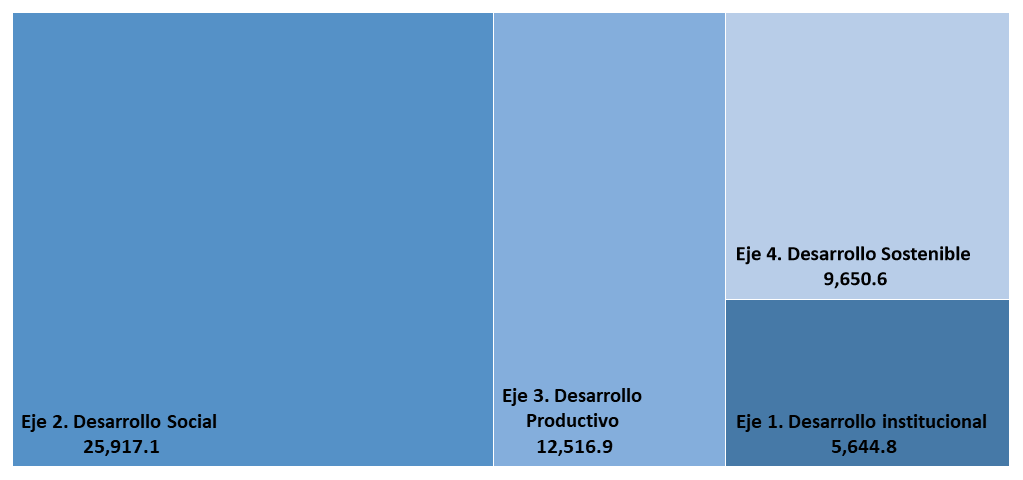 Eje 2. Desarrollo Social
25,917.1
Eje 3. Desarrollo
Productivo
12,516.9
Eje 4. Desarrollo Sostenible
9,650.6
Eje 1. Desarrollo institucional
5,644.8